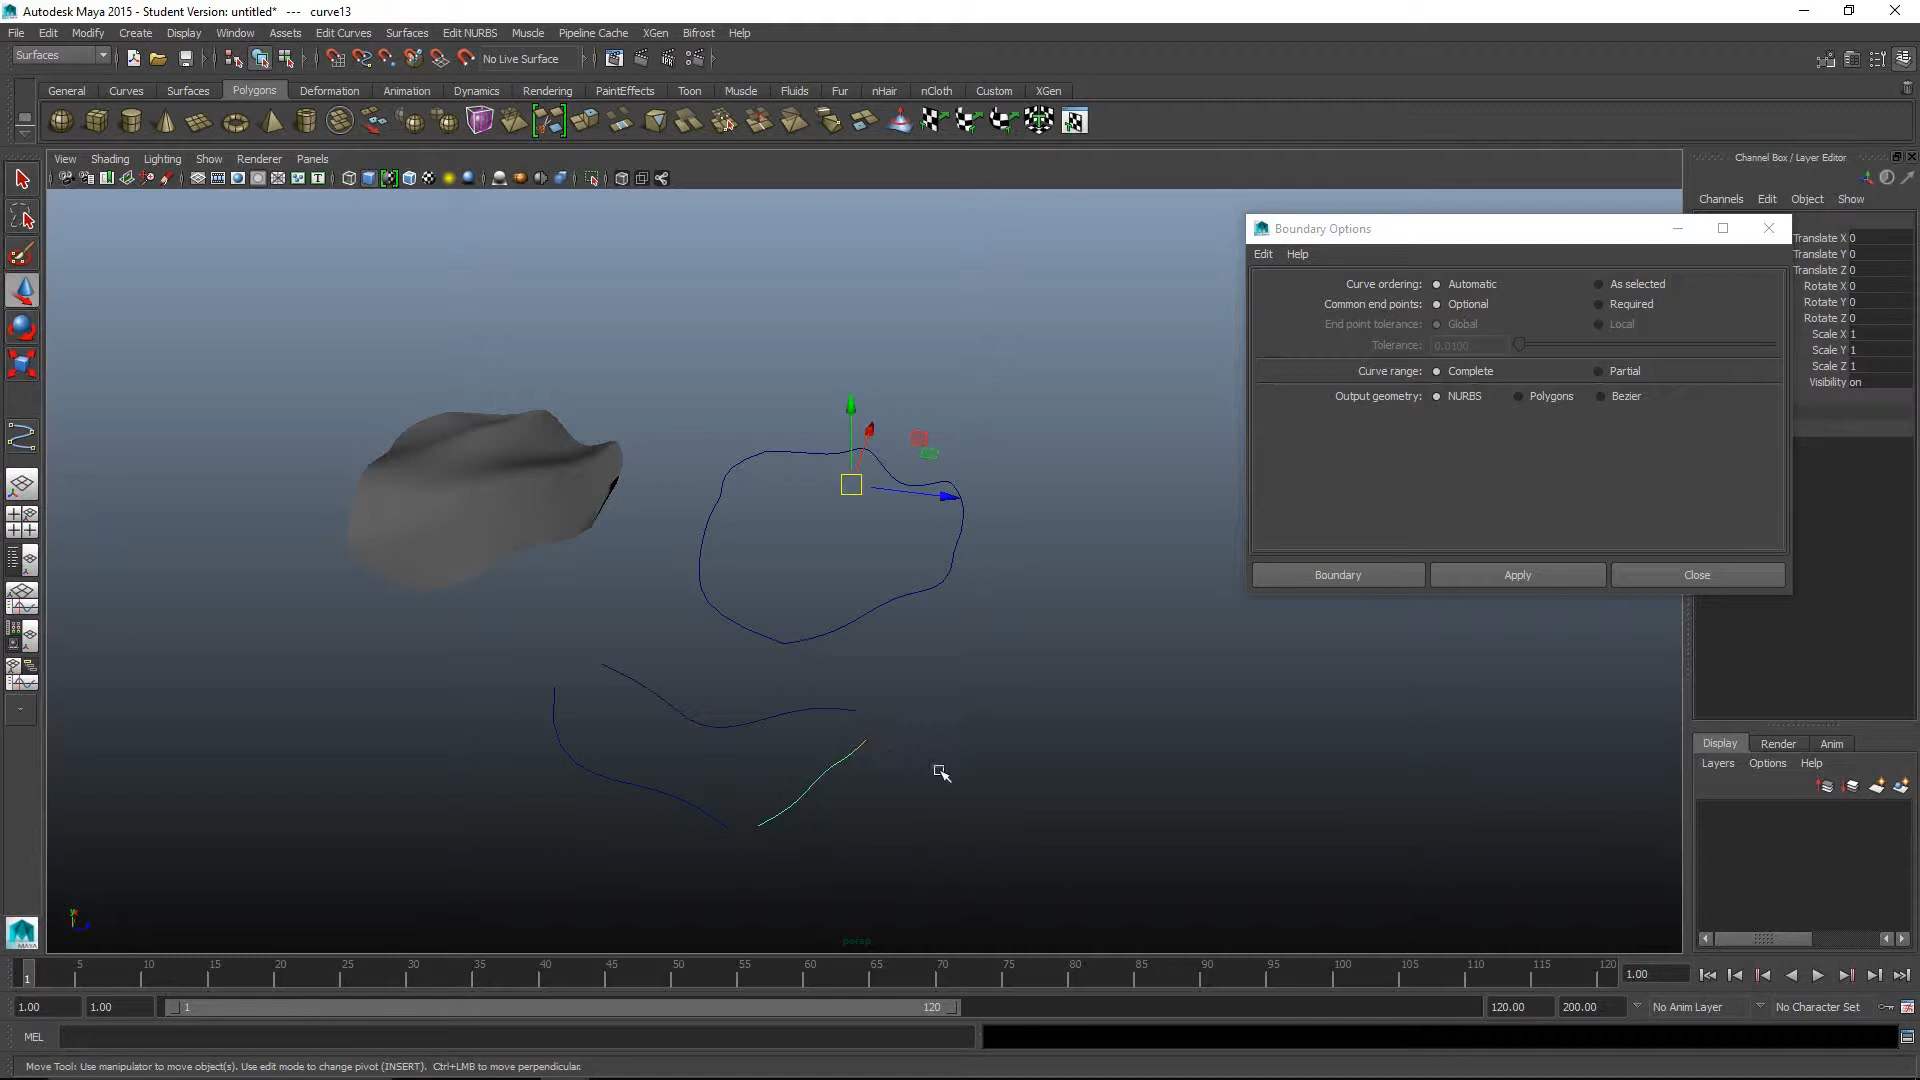 Autodesk Maya 2015 - Student Version: untitled* --- curve13
File Edit Modify Create Display Window Assets Edit Curves Surfaces Edit NURBS Muscle Pipeline Cache XGen Bifrost Help
Surfaces
No Live Surface
General Curves Surfaces Polygons Deformation Animation Dynamics Rendering PaintEffects Toon Muscle Fluids Fur nHair nCloth Custom XGen
View Shading Lighting Show Renderer Panels
Channel Box / Layer Editor
Channels Edit Object Show
Translate X 0
Translate Y 0
Translate Z 0
Rotate X 0
Rotate Y 0
Rotate Z 0
Scale X 1
Scale Y 1
Scale Z 1
Visibility on
Boundary Options
Edit Help
Curve ordering: Automatic As selected
Common end points: Optional Required
End point tolerance: Global Local
Tolerance: 0.0100
Curve range: Complete Partial
Output geometry: NURBS Polygons Bezier
Boundary Apply Close
persp
MAYA
Display Render Anim
Layers Options Help
1 5 10 15 20 25 30 35 40 45 50 55 60 65 70 75 80 85 90 95 100 105 110 115 120 1.00
1.00 1.00 1 120 120.00 200.00 No Anim Layer No Character Set
MEL
Move Tool: Use manipulator to move object(s). Use edit mode to change pivot (INSERT). Ctrl+LMB to move perpendicular.